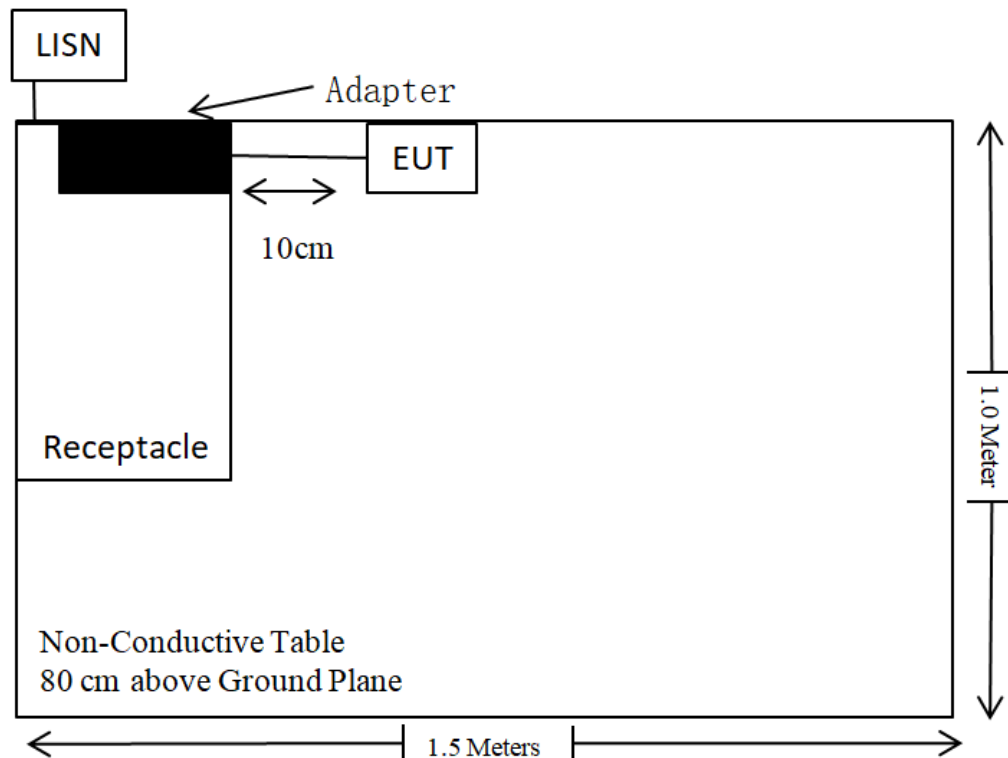 LISN
Adapter
EUT
10cm
1.0 Meter
Receptacle
Non-Conductive Table
80 cm above Ground Plane
1.5 Meters